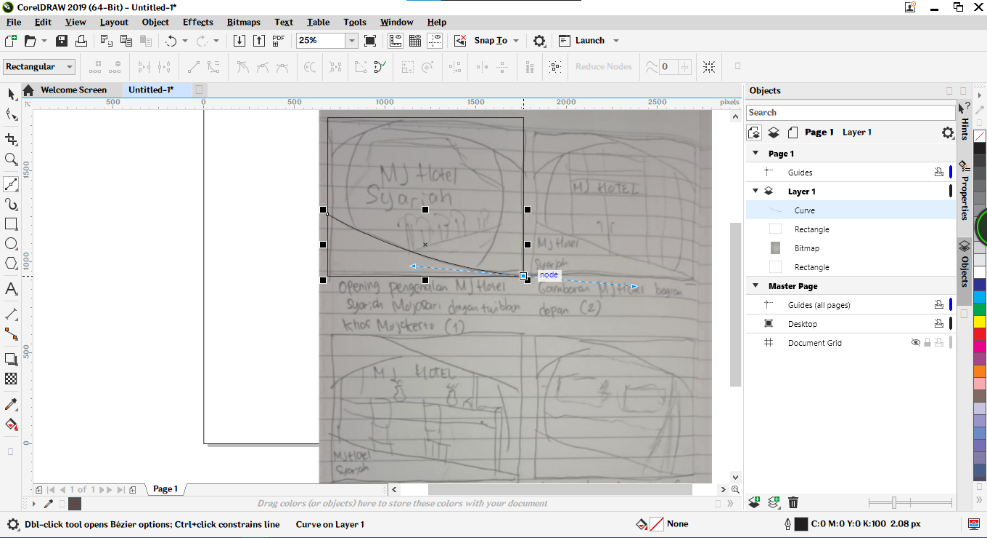 CorelDRAW 2019 (64-Bit) - Untitled-1*
File Edit View Layout Object Effects Bitmaps Text Table Tools Window Help
PDF 25% Snap To Launch
Rectangular Reduce Nodes 0
Welcome Screen Untitled-1*
500 0 500 1000 1500 2000 2500 pixels
1500
1000
500
0
MJ Hotel
Syariah
MJ HOTEL
MJ Hotel
Syariah
node
Opening pengenalan MJ Hotel
Syariah Mojosari dengan
khas Mojokerto (1)
Gambaran MJ Hotel bagian
depan (2)
MJ HOTEL
MJ Hotel
Syariah
1 of 1 Page 1
Drag colors (or objects) here to store these colors with your document
Dbl-click tool opens Bézier options; Ctrl+click constrains line Curve on Layer 1 None C:0 M:0 Y:0 K:100 2.08 px
Objects
Search
Page 1 Layer 1
Page 1
Guides
Layer 1
Curve
Rectangle
Bitmap
Rectangle
Master Page
Guides (all pages)
Desktop
Document Grid
Hints
Properties
Objects